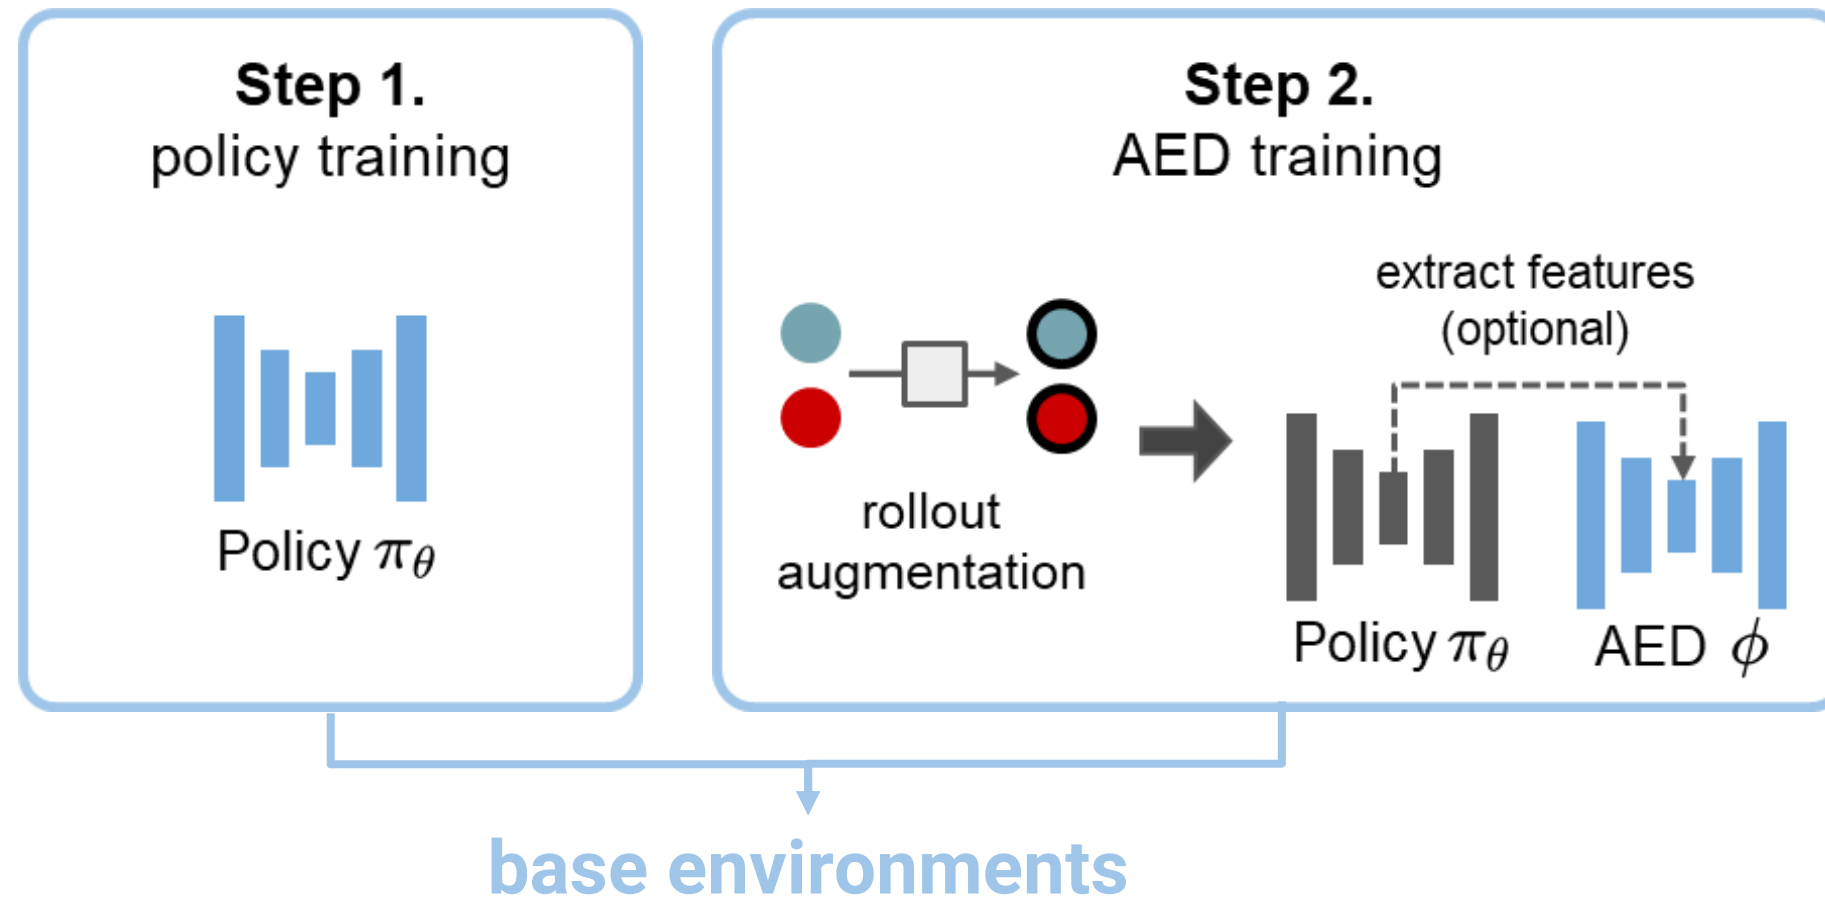 Step 1.
policy training
Policy πθ
Step 2.
AED training
rollout
augmentation
extract features
(optional)
Policy πθ
AED ϕ
base environments